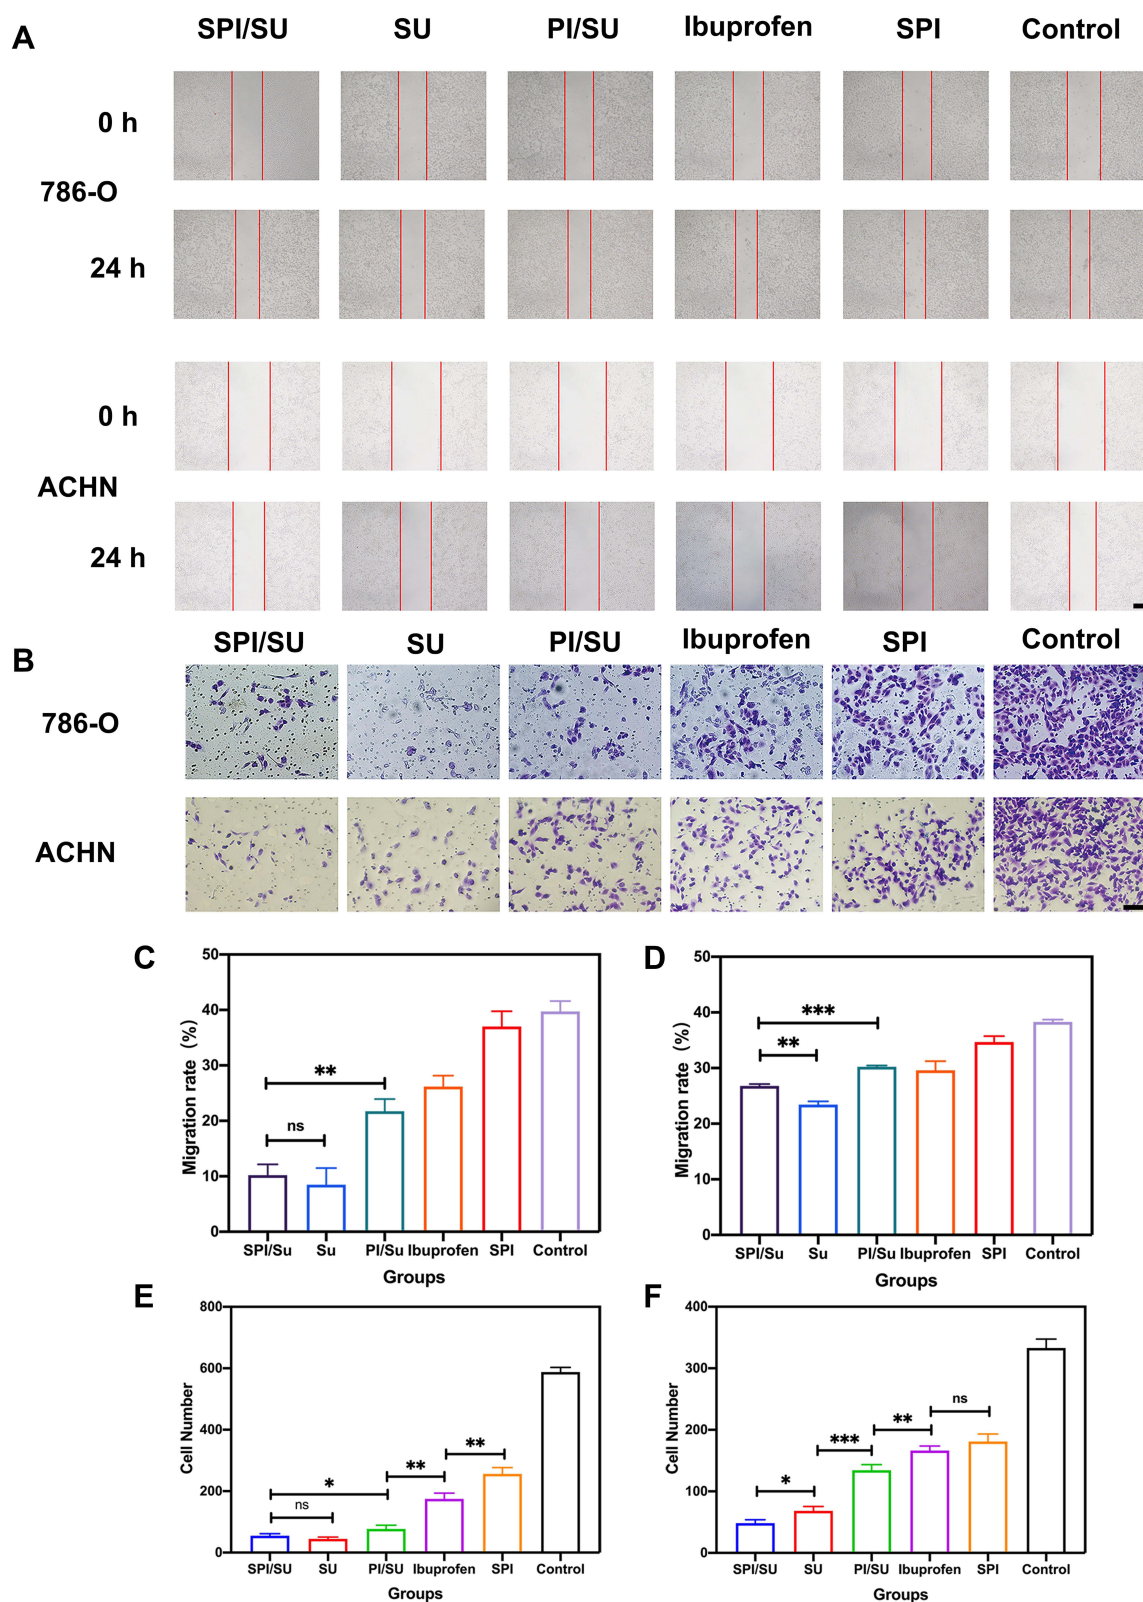 A
SPI/SU SU PI/SU Ibuprofen SPI Control
0 h
786-O
24 h
0 h
ACHN
24 h
B
SPI/SU SU PI/SU Ibuprofen SPI Control
786-O
ACHN
C
Migration rate (%)
50
40
30
20
10
0
**
ns
SPI/Su Su PI/Su Ibuprofen SPI Control
Groups
D
Migration rate (%)
50
40
30
20
10
0
***
**
SPI/Su Su PI/Su Ibuprofen SPI Control
Groups
E
Cell Number
800
600
400
200
0
**
**
*
ns
SPI/SU SU PI/SU Ibuprofen SPI Control
Groups
F
Cell Number
400
300
200
100
0
ns
**
***
*
SPI/SU SU PI/SU Ibuprofen SPI Control
Groups